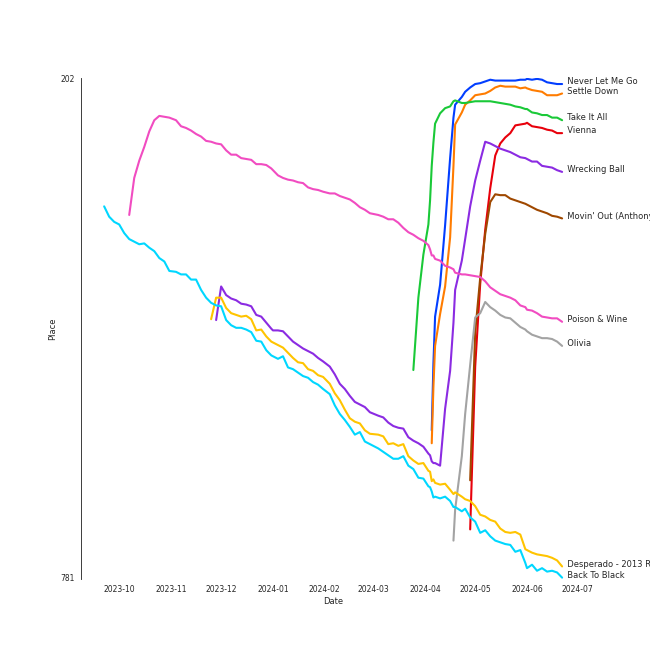 202
Never Let Me Go
Settle Down
Take It All
Vienna
Wrecking Ball
Movin' Out (Anthony
Place
Poison & Wine
Olivia
Desperado - 2013 R
781
Back To Black
2023-10 2023-11 2023-12 2024-01 2024-02 2024-03 2024-04 2024-05 2024-06 2024-07
Date